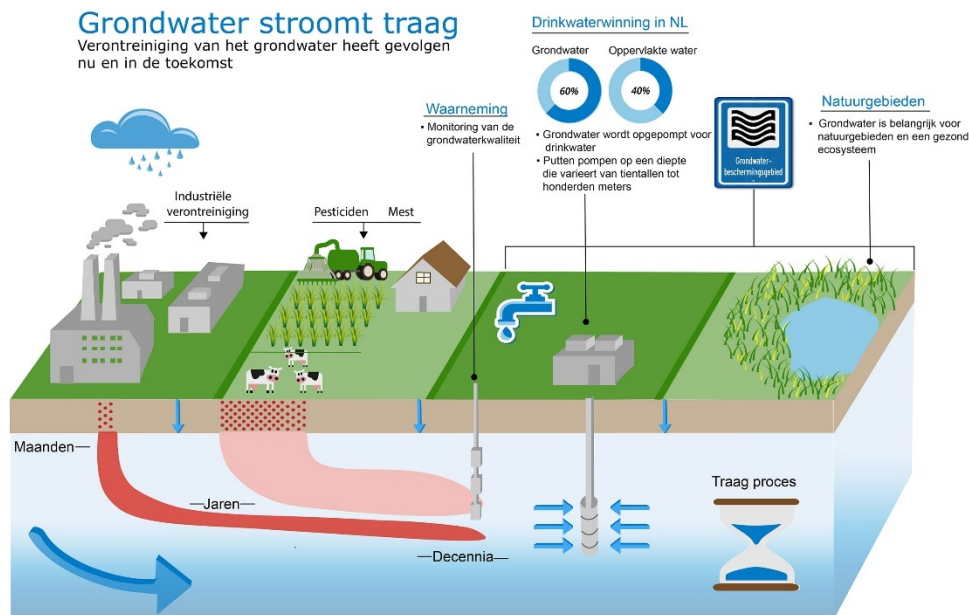 Grondwater stroomt traag
Verontreiniging van het grondwater heeft gevolgen
nu en in de toekomst
Drinkwaterwinning in NL
Grondwater
Oppervlakte water
60%
40%
• Grondwater wordt opgepompt voor
drinkwater
• Putten pompen op een diepte
die varieert van tientallen tot
honderden meters
Waarneming
• Monitoring van de
grondwaterkwaliteit
Grondwater-
beschermingsgebied
Natuurgebieden
• Grondwater is belangrijk voor
natuurgebieden en een gezond
ecosysteem
Industriële
verontreiniging
Pesticiden
Mest
Maanden
Jaren
Decennia
Traag proces